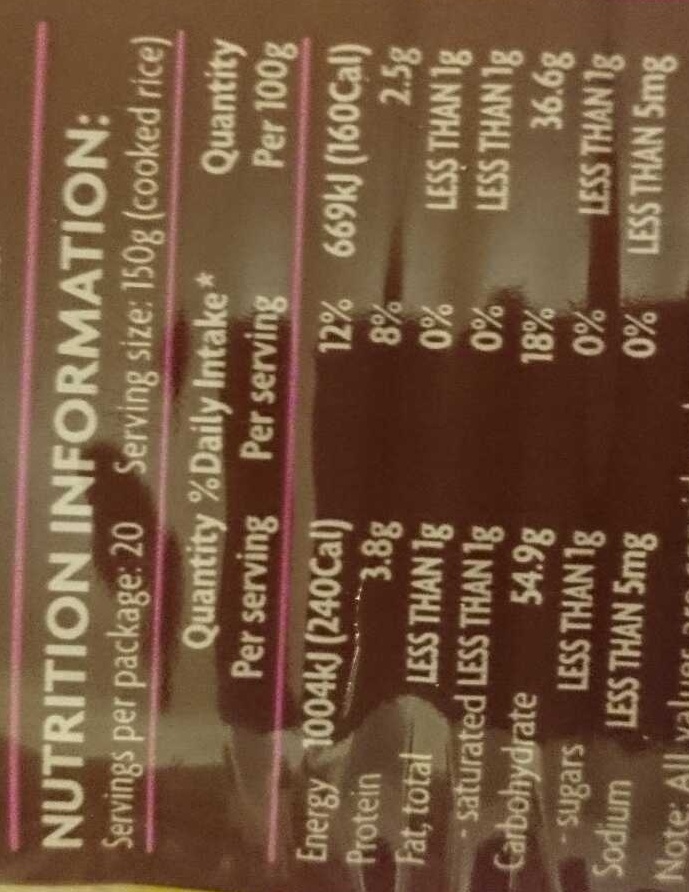 NUTRITION INFORMATION:
Servings per package: 20 Serving size: 150g (cooked rice)
Quantity %Daily Intake* Quantity
Per serving Per serving Per 100g
Energy 1004kJ (240Cal) 12% 669kJ (160Cal)
Protein 3.8g 8% 2.5g
Fat, total LESS THAN 1g 0% LESS THAN 1g
- saturated LESS THAN 1g 0% LESS THAN 1g
Carbohydrate 54.9g 18% 36.6g
- sugars LESS THAN 1g 0% LESS THAN 1g
Sodium LESS THAN 5mg 0% LESS THAN 5mg
Note: All values are